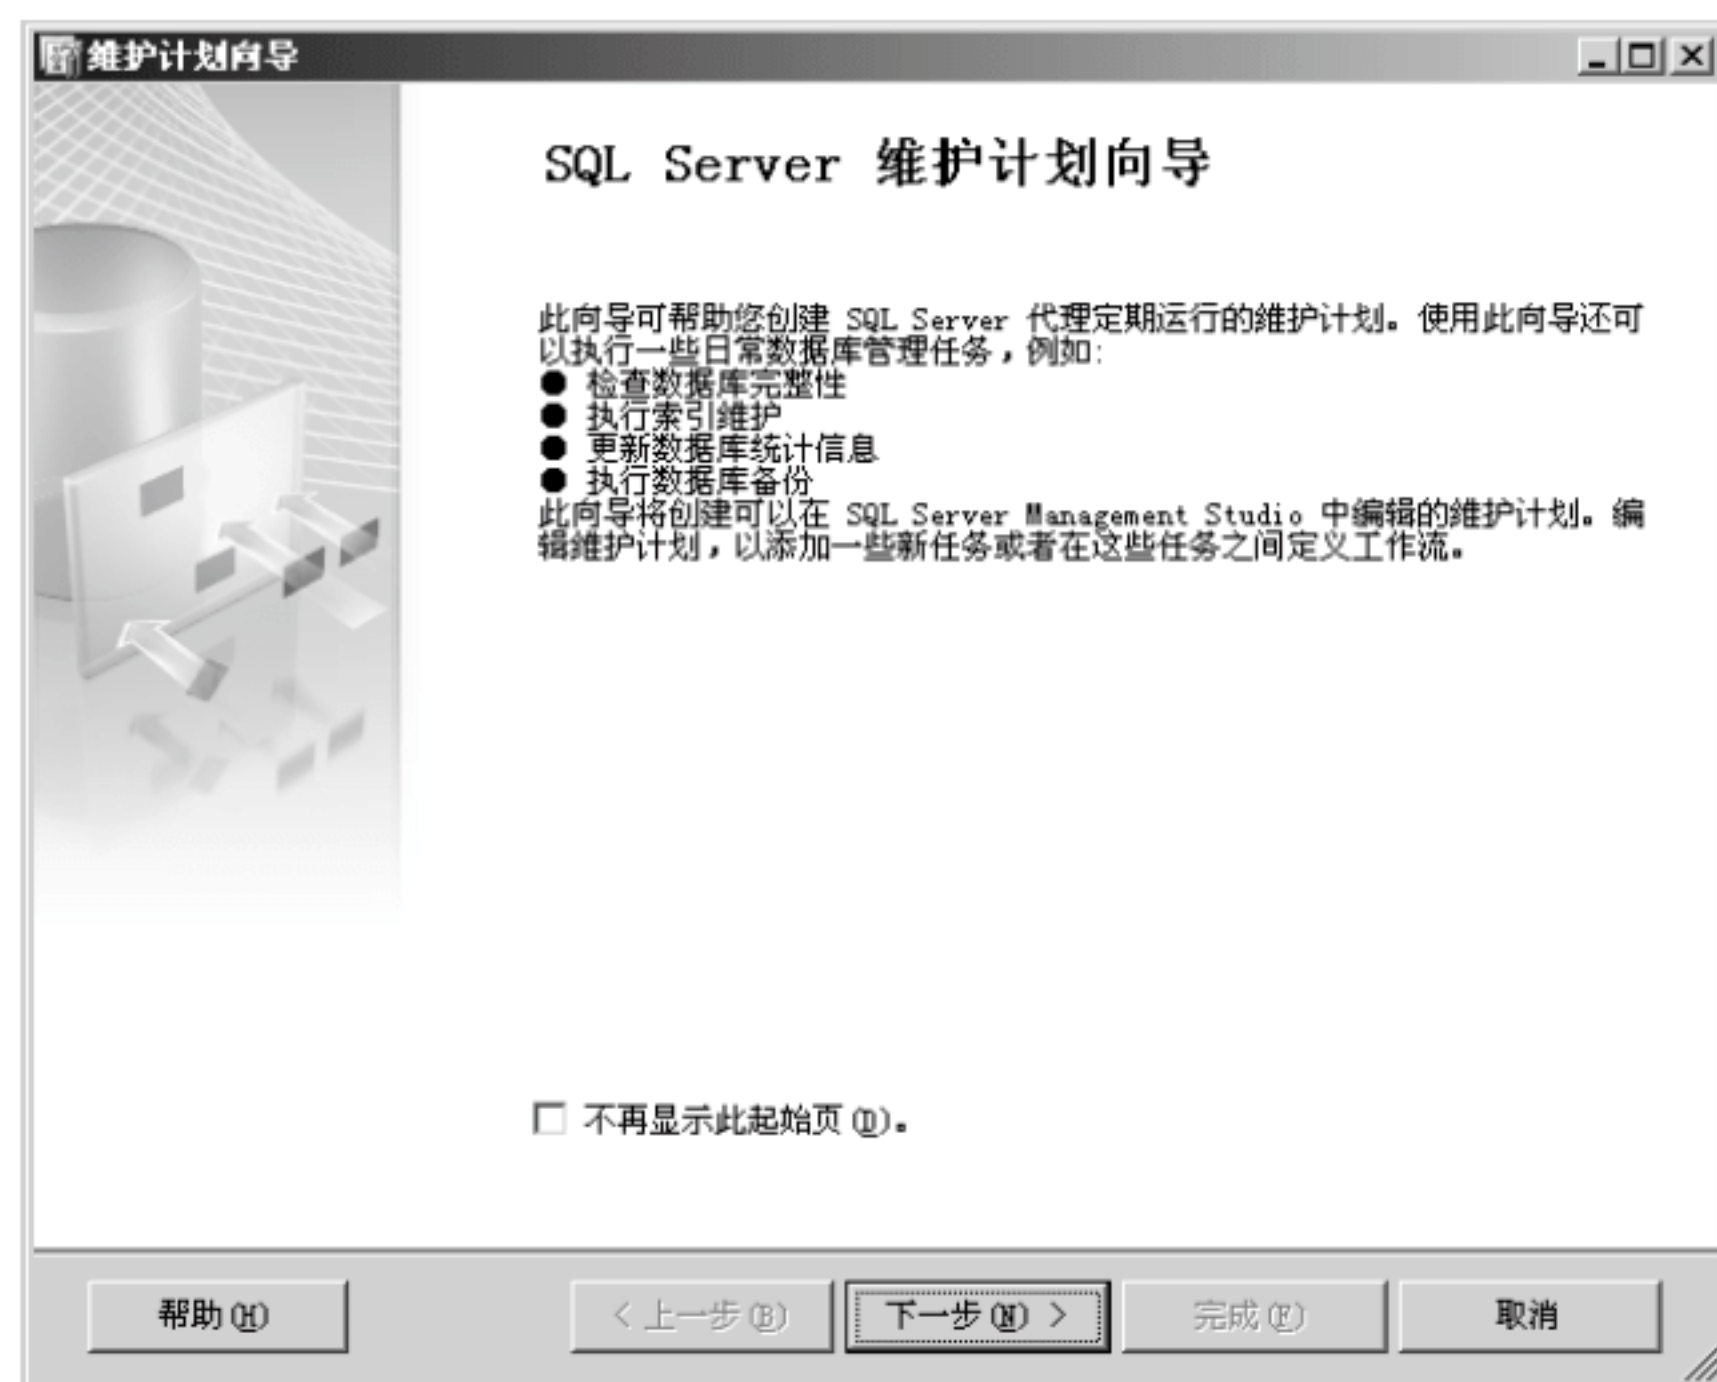 维护计划向导
SQL Server 维护计划向导
此向导可帮助您创建 SQL Server 代理定期运行的维护计划。使用此向导还可
以执行一些日常数据库管理任务，例如:
● 检查数据库完整性
● 执行索引维护
● 更新数据库统计信息
● 执行数据库备份
此向导将创建可以在 SQL Server Management Studio 中编辑的维护计划。编
辑维护计划，以添加一些新任务或者在这些任务之间定义工作流。
不再显示此起始页(D)。
帮助(H)
< 上一步(B)
下一步(N) >
完成(F)
取消